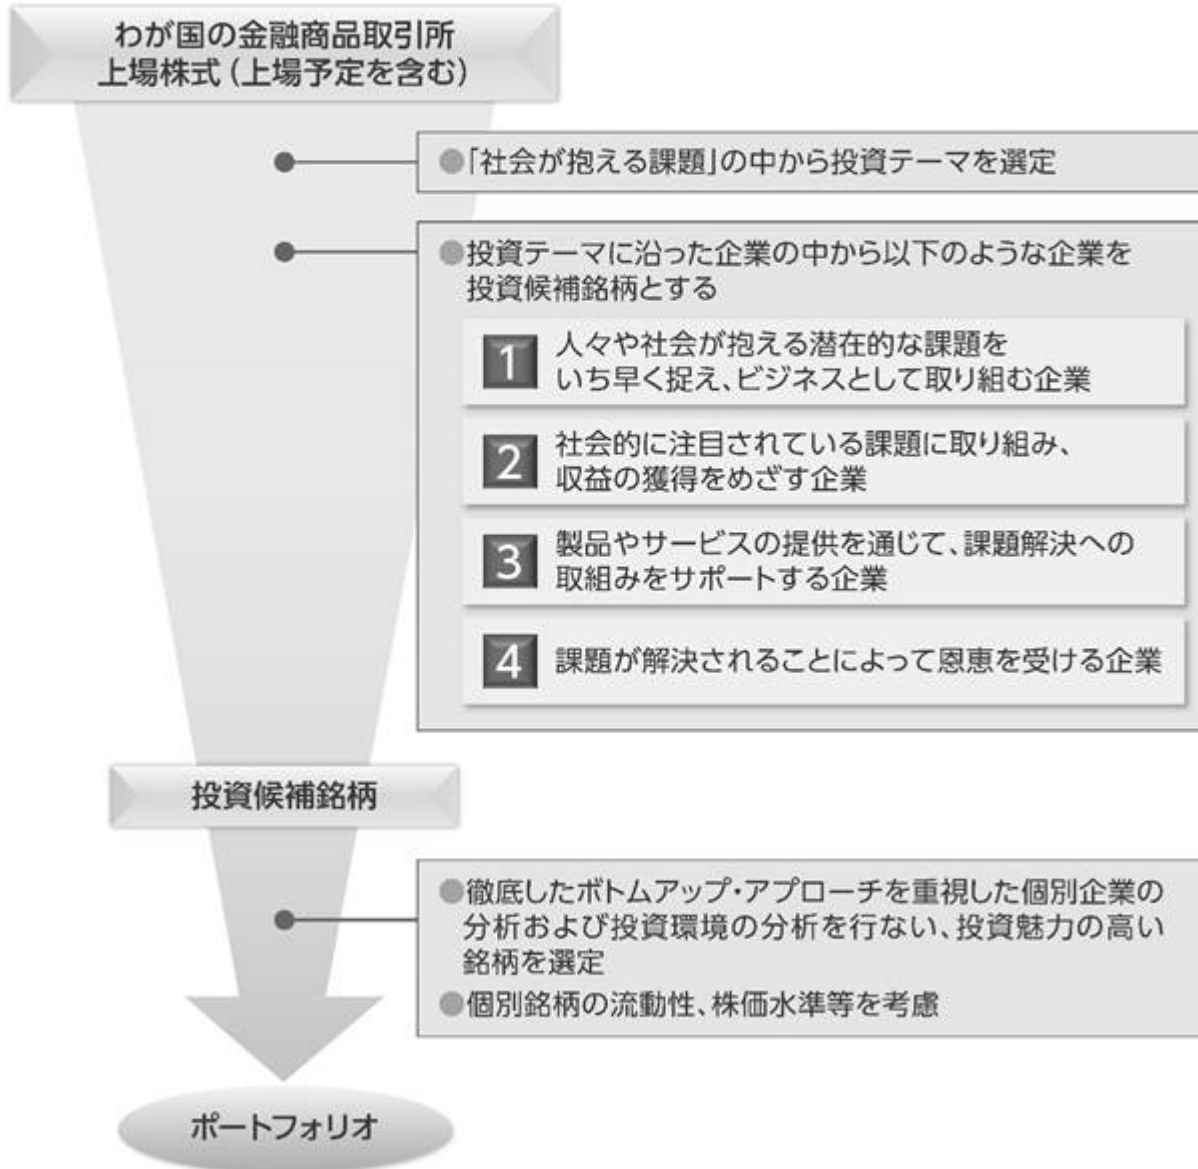 わが国の金融商品取引所
上場株式(上場予定を含む)
●「社会が抱える課題」の中から投資テーマを選定
●投資テーマに沿った企業の中から以下のような企業を
投資候補銘柄とする
1 人々や社会が抱える潜在的な課題を
いち早く捉え、ビジネスとして取り組む企業
2 社会的に注目されている課題に取り組み、
収益の獲得をめざす企業
3 製品やサービスの提供を通じて、課題解決への
取組みをサポートする企業
4 課題が解決されることによって恩恵を受ける企業
投資候補銘柄
●徹底したボトムアップ・アプローチを重視した個別企業の
分析および投資環境の分析を行ない、投資魅力の高い
銘柄を選定
●個別銘柄の流動性、株価水準等を考慮
ポートフォリオ